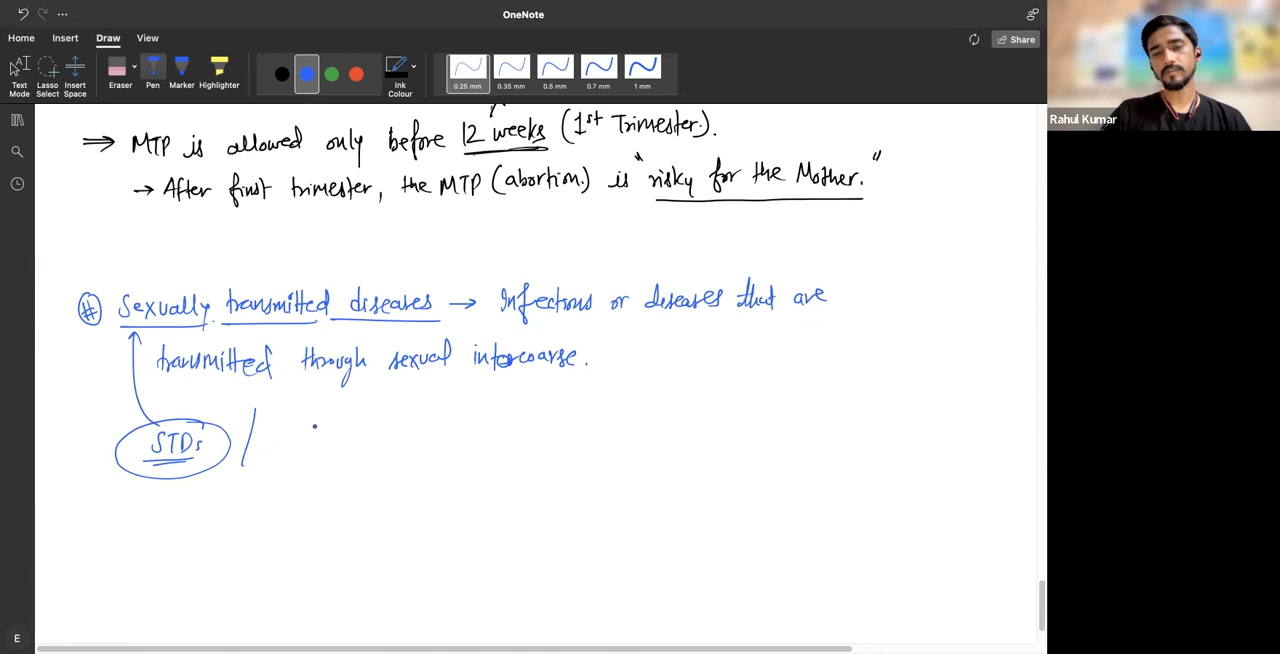 OneNote
Home Insert Draw View
Share
Text Mode
Lasso Select
Insert Space
Eraser
Pen
Marker
Highlighter
Ink Colour
0.25 mm
0.35 mm
0.5 mm
0.7 mm
1 mm
Rahul Kumar
⇒ MTP is allowed only before 12 weeks (1st Trimester).
→ After first trimester, the MTP (abortion) is "risky for the Mother."
# Sexually transmitted diseases → Infections or diseases that are
transmitted through sexual intercoarse.
STDs /
E